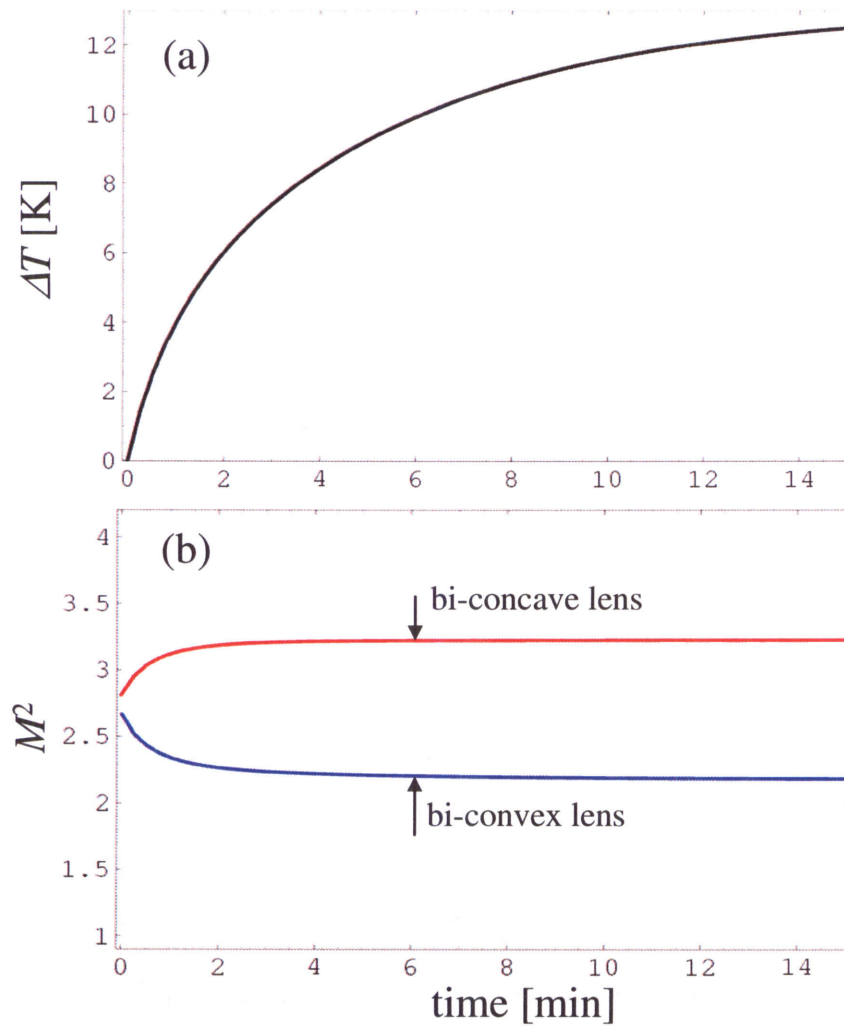 (a)
ΔT [K]
12
10
8
6
4
2
0
0 2 4 6 8 10 12 14
(b)
M²
4
3.5
3
2.5
2
1.5
1
bi-concave lens
bi-convex lens
0 2 4 6 8 10 12 14
time [min]